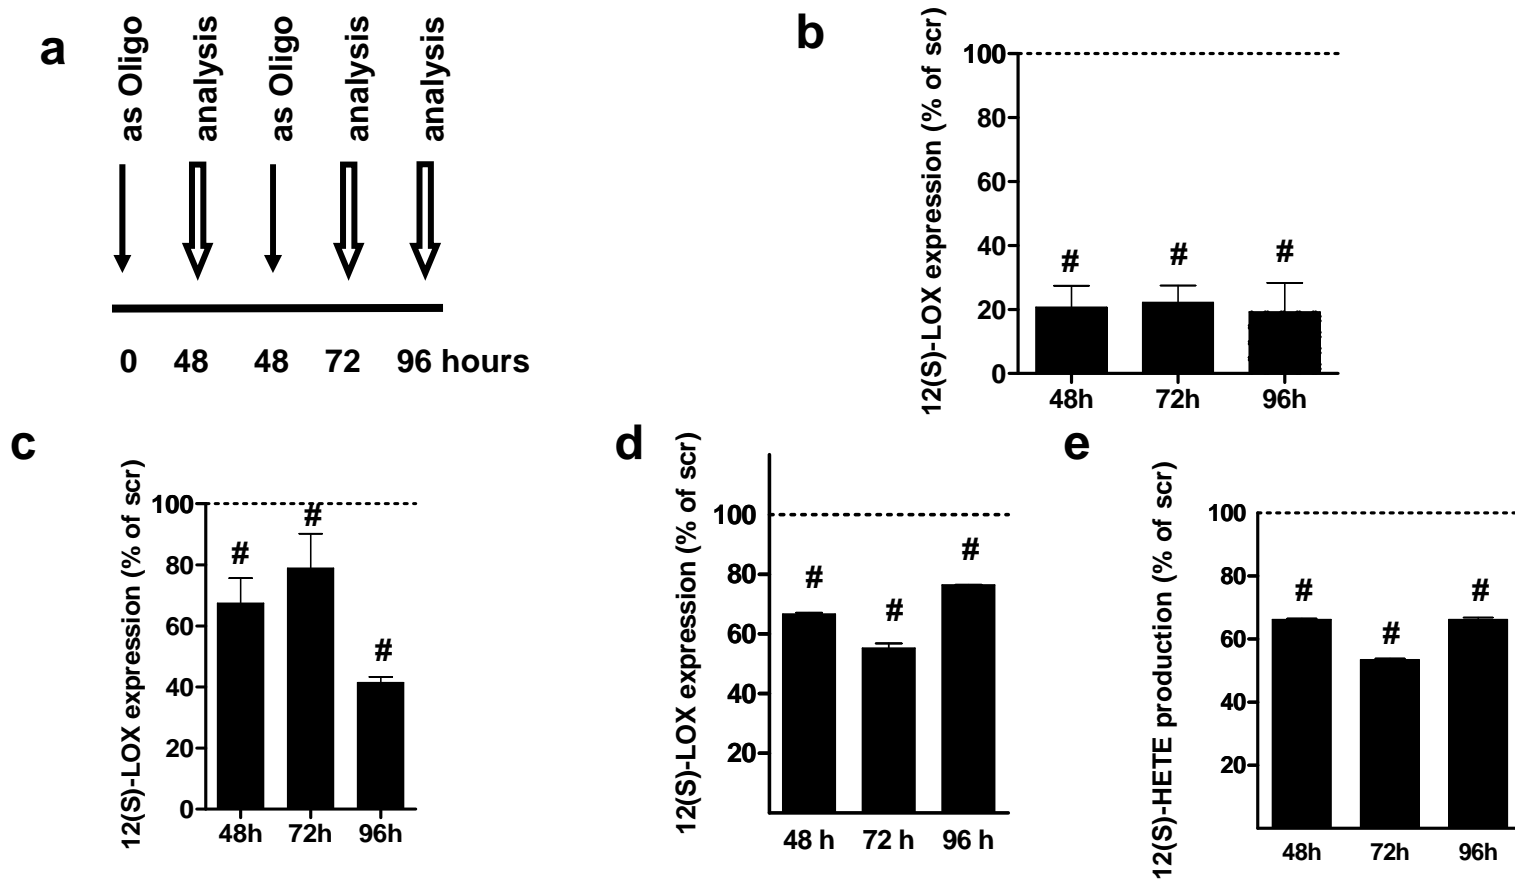 a
as Oligo
analysis
as Oligo
analysis
analysis
0 48 48 72 96 hours
b
12(S)-LOX expression (% of scr)
100
80
60
40
20
0
# # #
48h 72h 96h
c
12(S)-LOX expression (% of scr)
100
80
60
40
20
0
# # #
48h 72h 96h
d
12(S)-LOX expression (% of scr)
100
80
60
40
20
# # #
48 h 72 h 96 h
e
12(S)-HETE production (% of scr)
100
80
60
40
20
# # #
48h 72h 96h